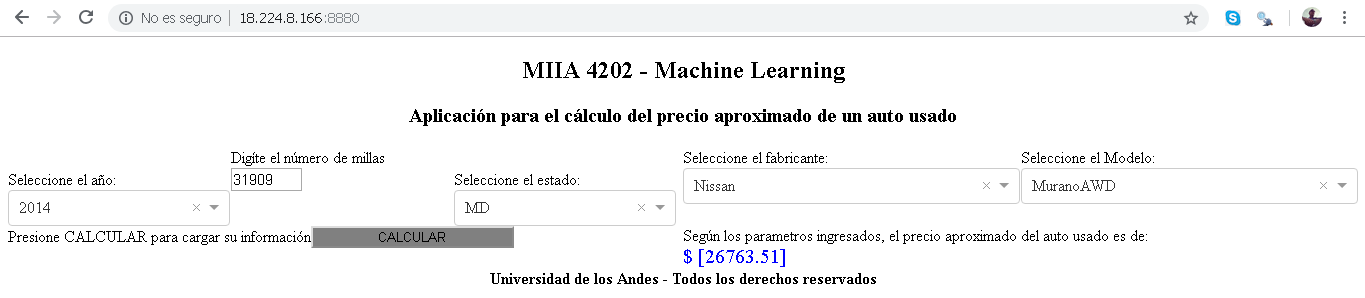 No es seguro | 18.224.8.166:8880
MIIA 4202 - Machine Learning
Aplicación para el cálculo del precio aproximado de un auto usado
Seleccione el año:
2014
Digíte el número de millas
31909
Seleccione el estado:
MD
Seleccione el fabricante:
Nissan
Seleccione el Modelo:
MuranoAWD
Presione CALCULAR para cargar su información
CALCULAR
Según los parametros ingresados, el precio aproximado del auto usado es de:
$ [26763.51]
Universidad de los Andes - Todos los derechos reservados